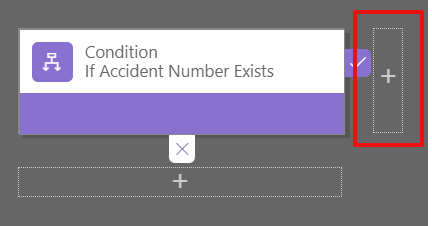 Condition
If Accident Number Exists